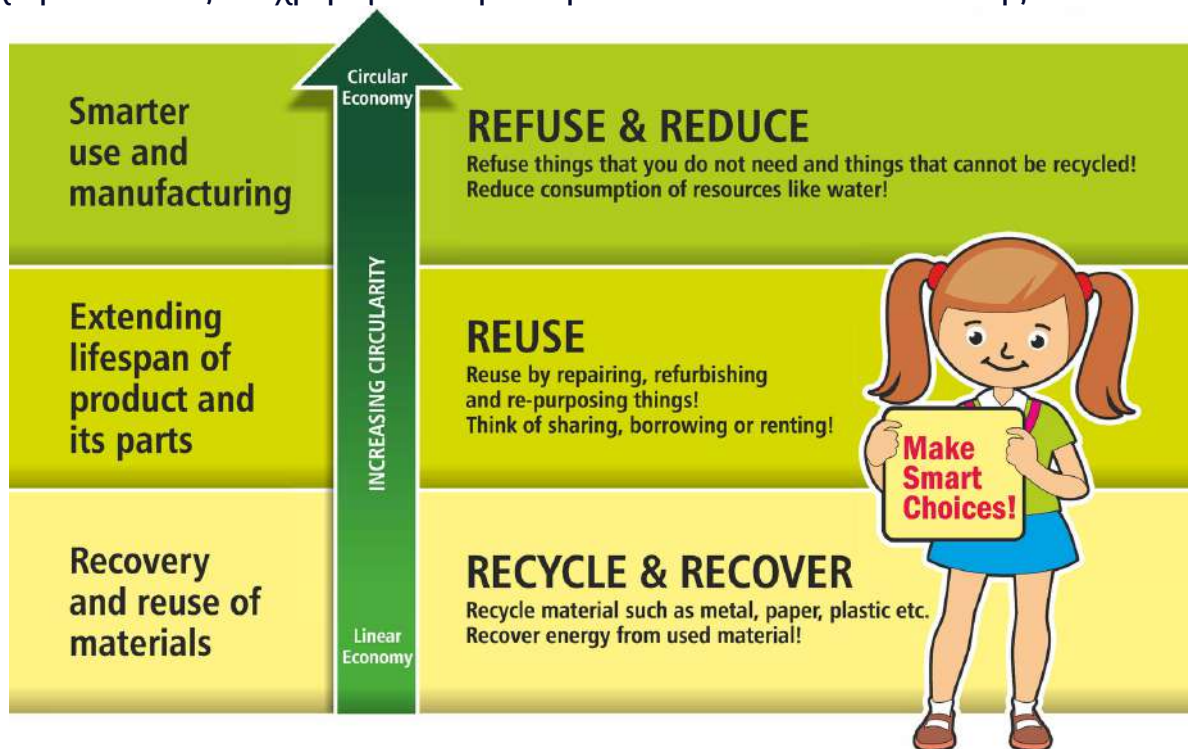 Smarter
use and
manufacturing
Circular
Economy
REFUSE & REDUCE
Refuse things that you do not need and things that cannot be recycled!
Reduce consumption of resources like water!
Extending
lifespan of
product and
its parts
INCREASING CIRCULARITY
REUSE
Reuse by repairing, refurbishing
and re-purposing things!
Think of sharing, borrowing or renting!
Make
Smart
Choices!
Recovery
and reuse of
materials
Linear
Economy
RECYCLE & RECOVER
Recycle material such as metal, paper, plastic etc.
Recover energy from used material!